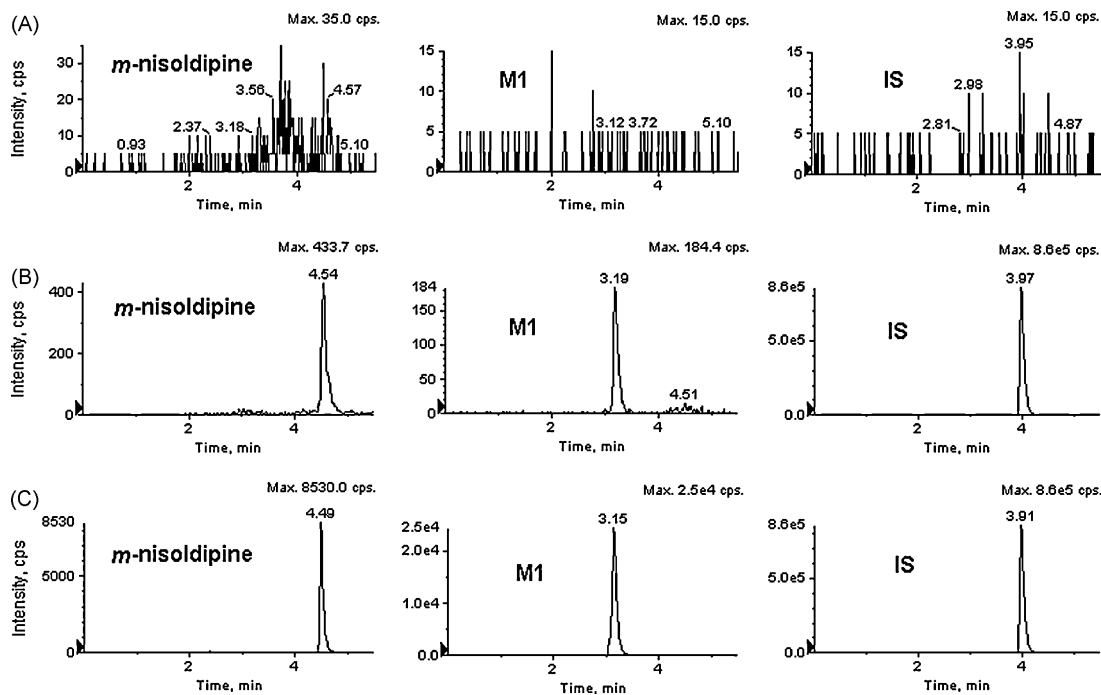 (A)
Max. 35.0 cps.
Intensity, cps
30
20
10
0
m-nisoldipine
0.93
2.37
3.18
3.56
4.57
5.10
2
4
Time, min
Max. 15.0 cps.
15
10
5
0
M1
3.12
3.72
5.10
2
4
Time, min
Max. 15.0 cps.
15
10
5
0
IS
2.81
2.98
3.95
4.87
2
4
Time, min
(B)
Max. 433.7 cps.
Intensity, cps
400
200
0
m-nisoldipine
4.54
2
4
Time, min
Max. 184.4 cps.
184
150
100
50
0
M1
3.19
4.51
2
4
Time, min
Max. 8.6e5 cps.
8.6e5
5.0e5
0.0
IS
3.97
2
4
Time, min
(C)
Max. 8530.0 cps.
Intensity, cps
8530
5000
0
m-nisoldipine
4.49
2
4
Time, min
Max. 2.5e4 cps.
2.5e4
2.0e4
1.0e4
0.0
M1
3.15
2
4
Time, min
Max. 8.6e5 cps.
8.6e5
5.0e5
0.0
IS
3.91
2
4
Time, min